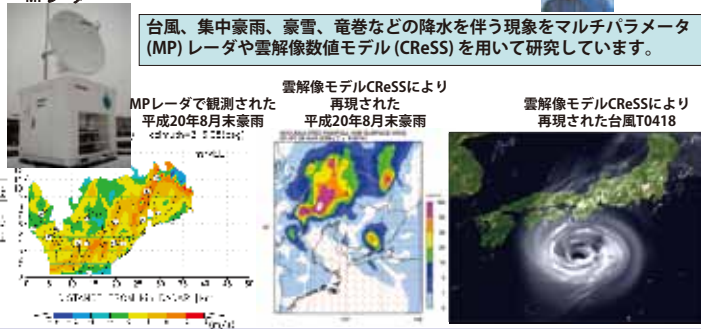 MPレーダ
台風、集中豪雨、豪雪、竜巻などの降水を伴う現象をマルチパラメータ
(MP) レーダや雲解像数値モデル (CReSS) を用いて研究しています。
MPレーダで観測された
平成20年8月末豪雨
雲解像モデルCReSSにより
再現された
平成20年8月末豪雨
雲解像モデルCReSSにより
再現された台風T0418
DISTANCE FROM